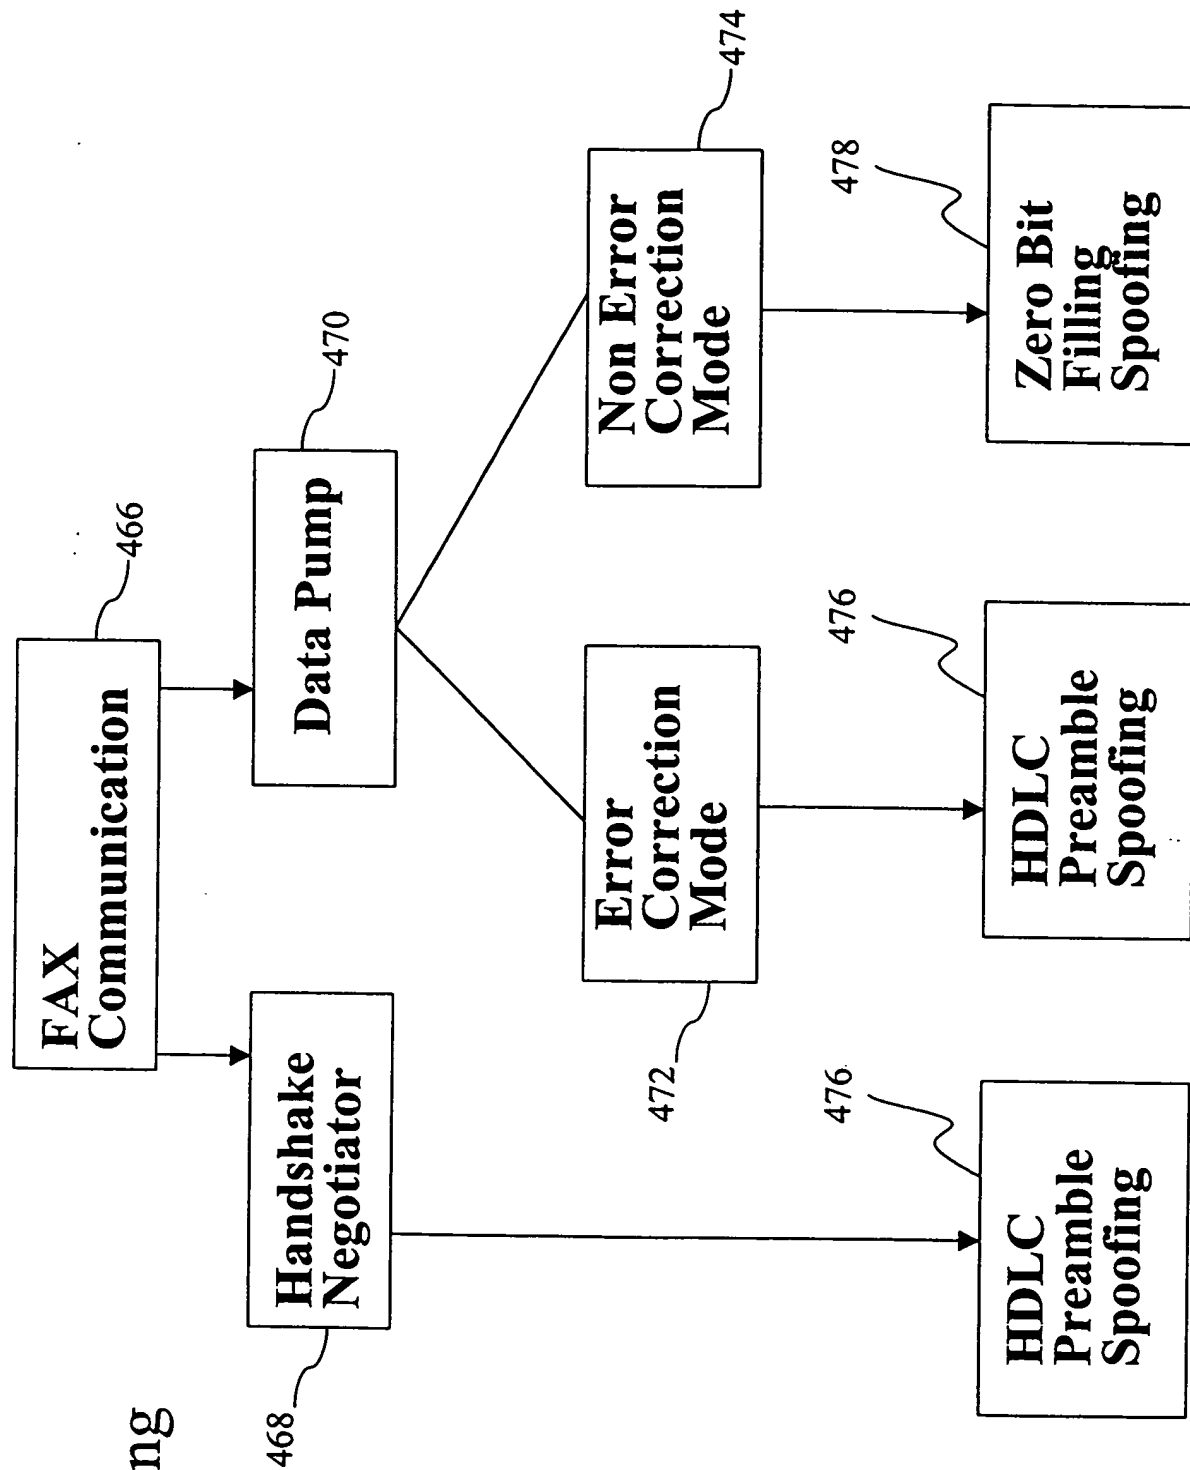 FAX
Communication
466
Handshake
Negotiator
468
Data Pump
470
Error
Correction
Mode
472
Non Error
Correction
Mode
474
HDLC
Preamble
Spoofing
476
HDLC
Preamble
Spoofing
476
Zero Bit
Filling
Spoofing
478
ng